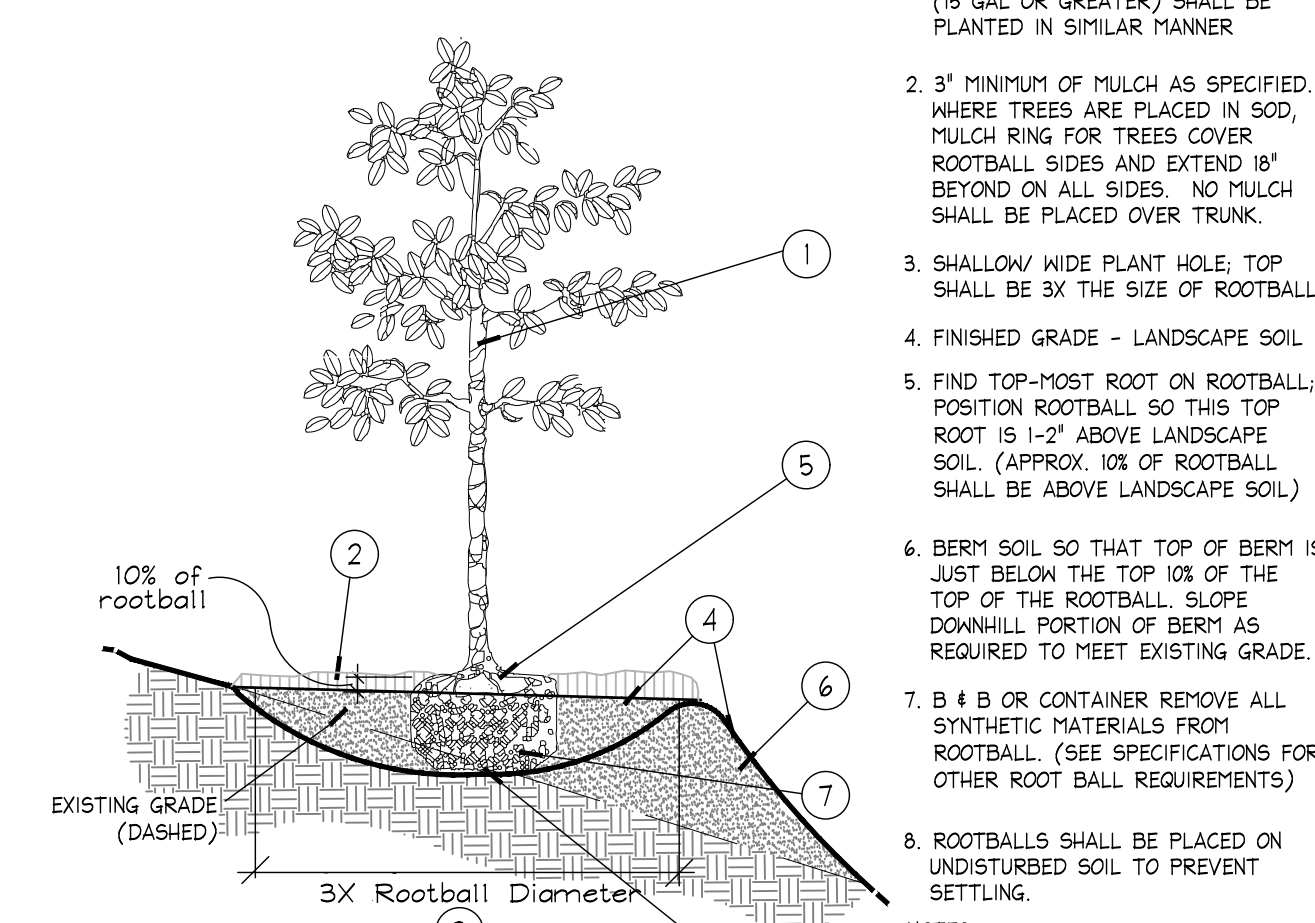 (15 GAL OR GREATER) SHALL BE
PLANTED IN SIMILAR MANNER
2. 3" MINIMUM OF MULCH AS SPECIFIED.
WHERE TREES ARE PLACED IN SOD,
MULCH RING FOR TREES COVER
ROOTBALL SIDES AND EXTEND 18"
BEYOND ON ALL SIDES. NO MULCH
SHALL BE PLACED OVER TRUNK.
3. SHALLOW/ WIDE PLANT HOLE; TOP
SHALL BE 3X THE SIZE OF ROOTBALL
4. FINISHED GRADE - LANDSCAPE SOIL
5. FIND TOP-MOST ROOT ON ROOTBALL;
POSITION ROOTBALL SO THIS TOP
ROOT IS 1-2" ABOVE LANDSCAPE
SOIL. (APPROX. 10% OF ROOTBALL
SHALL BE ABOVE LANDSCAPE SOIL)
6. BERM SOIL SO THAT TOP OF BERM IS
JUST BELOW THE TOP 10% OF THE
TOP OF THE ROOTBALL. SLOPE
DOWNHILL PORTION OF BERM AS
REQUIRED TO MEET EXISTING GRADE.
7. B & B OR CONTAINER REMOVE ALL
SYNTHETIC MATERIALS FROM
ROOTBALL. (SEE SPECIFICATIONS FOR
OTHER ROOT BALL REQUIREMENTS)
8. ROOTBALLS SHALL BE PLACED ON
UNDISTURBED SOIL TO PREVENT
SETTLING.
1
5
2
10% of
rootball
4
6
7
EXISTING GRADE
(DASHED)
3X Rootball Diameter